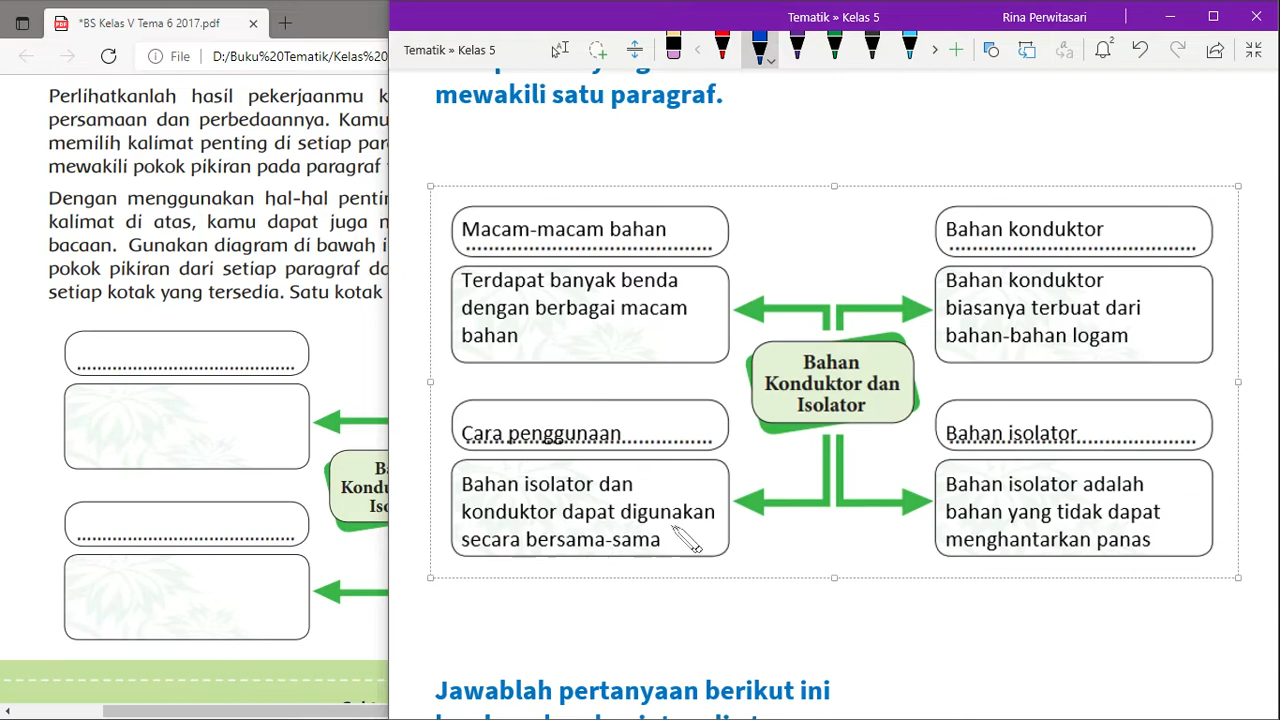 *BS Kelas V Tema 6 2017.pdf
File
D:/Buku%20Tematik/Kelas%20
Perlihatkanlah hasil pekerjaanmu k
persamaan dan perbedaannya. Kamu
memilih kalimat penting di setiap par
mewakili pokok pikiran pada paragraf
Dengan menggunakan hal-hal pentin
kalimat di atas, kamu dapat juga m
bacaan. Gunakan diagram di bawah i
pokok pikiran dari setiap paragraf da
setiap kotak yang tersedia. Satu kotak
Ba
Kondu
Iso
Tematik » Kelas 5
Rina Perwitasari
Tematik » Kelas 5
mewakili satu paragraf.
Macam-macam bahan
Terdapat banyak benda
dengan berbagai macam
bahan
Bahan konduktor
Bahan konduktor
biasanya terbuat dari
bahan-bahan logam
Bahan
Konduktor dan
Isolator
Cara penggunaan
Bahan isolator dan
konduktor dapat digunakan
secara bersama-sama
Bahan isolator
Bahan isolator adalah
bahan yang tidak dapat
menghantarkan panas
Jawablah pertanyaan berikut ini